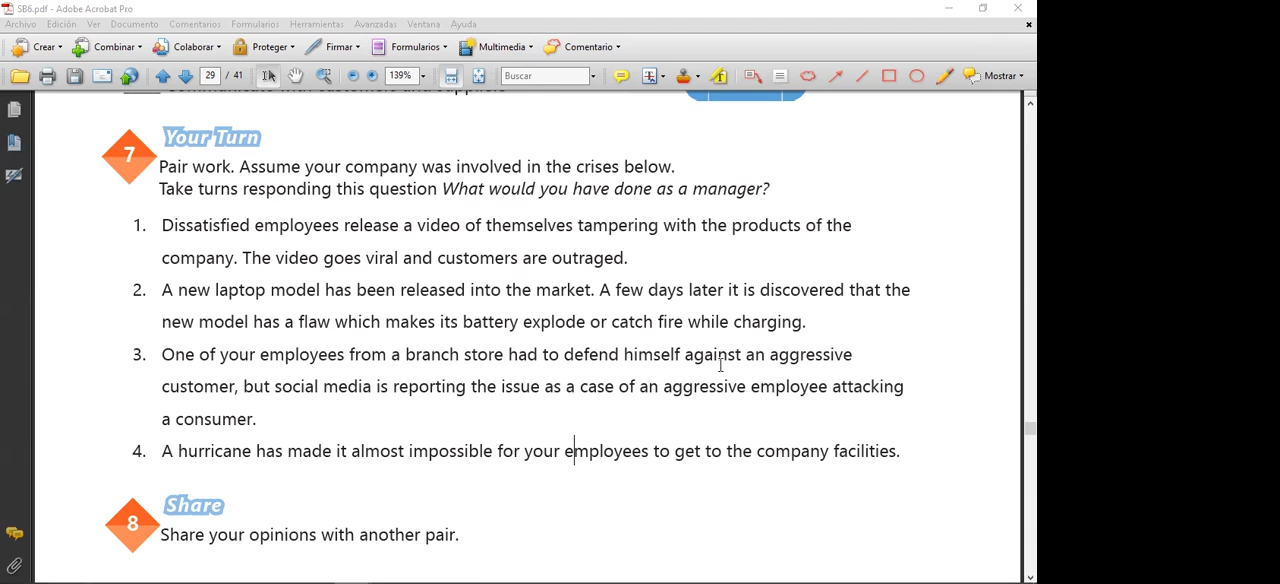 SB6.pdf - Adobe Acrobat Pro
Archivo Edición Ver Documento Comentarios Formularios Herramientas Avanzadas Ventana Ayuda
Crear Combinar Colaborar Proteger Firmar Formularios Multimedia Comentario
29 / 41 139% Buscar Mostrar
Communicate with customers and suppliers
7 Your Turn
Pair work. Assume your company was involved in the crises below.
Take turns responding this question What would you have done as a manager?
1. Dissatisfied employees release a video of themselves tampering with the products of the
company. The video goes viral and customers are outraged.
2. A new laptop model has been released into the market. A few days later it is discovered that the
new model has a flaw which makes its battery explode or catch fire while charging.
3. One of your employees from a branch store had to defend himself against an aggressive
customer, but social media is reporting the issue as a case of an aggressive employee attacking
a consumer.
4. A hurricane has made it almost impossible for your employees to get to the company facilities.
8 Share
Share your opinions with another pair.